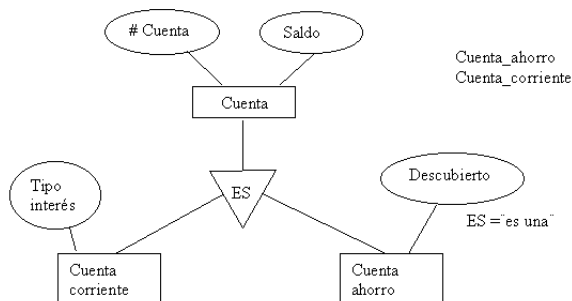 # Cuenta
Saldo
Cuenta_ahorro
Cuenta_corriente
Cuenta
Tipo
interés
ES
Descubierto
ES =¨es una¨
Cuenta
corriente
Cuenta
ahorro